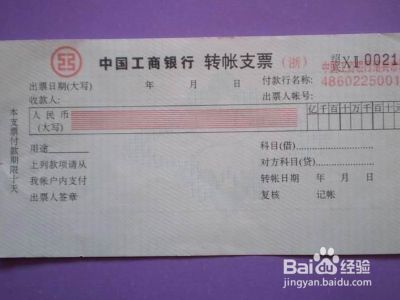 中国工商银行 转帐支票 (浙) XI 00215
出票日期(大写) 年 月 日 付款行名称:
4860225001
收款人: 出票人帐号:
人民币
(大写)
亿 千 百 十 万 千 百 十
本支票付款期限十天
用途 科目(借)
上列款项请从 对方科目(贷)
我帐户内支付 转帐日期 年 月 日
出票人签章 复核 记帐
Baidu 经验
jingyan.baidu.com